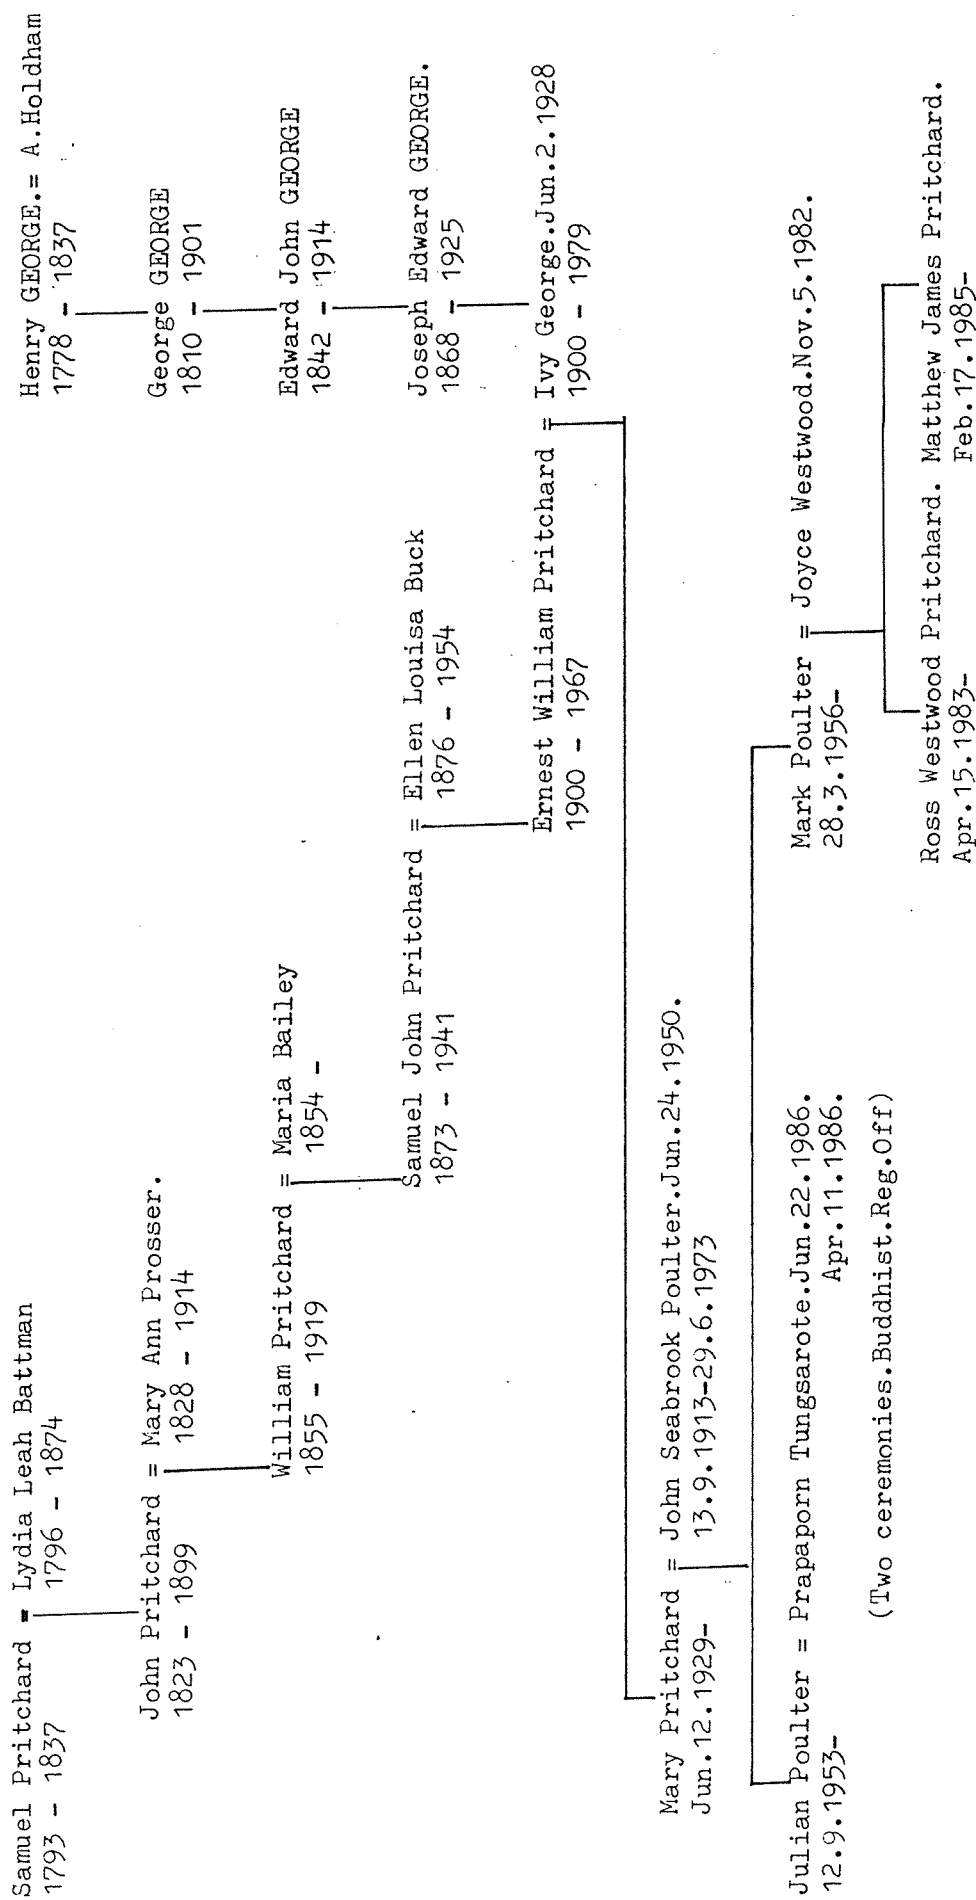 Samuel Pritchard = Lydia Leah Battman
1793 - 1837
1796 - 1874
Henry GEORGE.= A.Holdham
1778 - 1837
John Pritchard = Mary Ann Prosser.
1823 - 1899
1828 - 1914
George GEORGE
1810 - 1901
William Pritchard = Maria Bailey
1855 - 1919
1854 -
Edward John GEORGE
1842 - 1914
Samuel John Pritchard = Ellen Louisa Buck
1873 - 1941
1876 - 1954
Joseph Edward GEORGE.
1868 - 1925
Ernest William Pritchard = Ivy George.Jun.2.1928
1900 - 1967
1900 - 1979
Mary Pritchard = John Seabrook Poulter.Jun.24.1950.
Jun.12.1929-
13.9.1913-29.6.1973
Julian Poulter = Prapaporn Tungsarote.Jun.22.1986.
12.9.1953-
Apr.11.1986.
(Two ceremonies.Buddhist.Reg.Off)
Mark Poulter = Joyce Westwood.Nov.5.1982.
28.3.1956-
Ross Westwood Pritchard. Matthew James Pritchard.
Apr.15.1983-
Feb.17.1985-